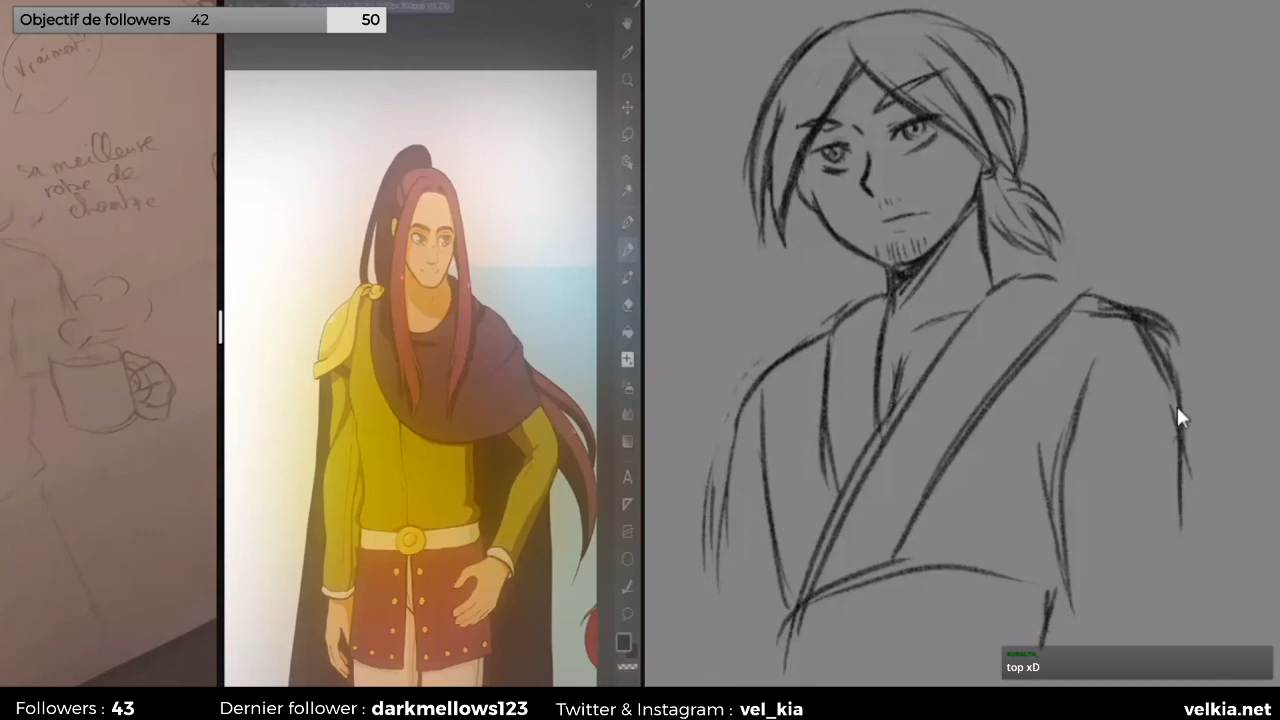 Objectif de followers 42 50
vraiment?
sa meilleure
robe de
chambre
top xD
Followers : 43 Dernier follower : darkmellows123 Twitter & Instagram : vel_kia velkia.net